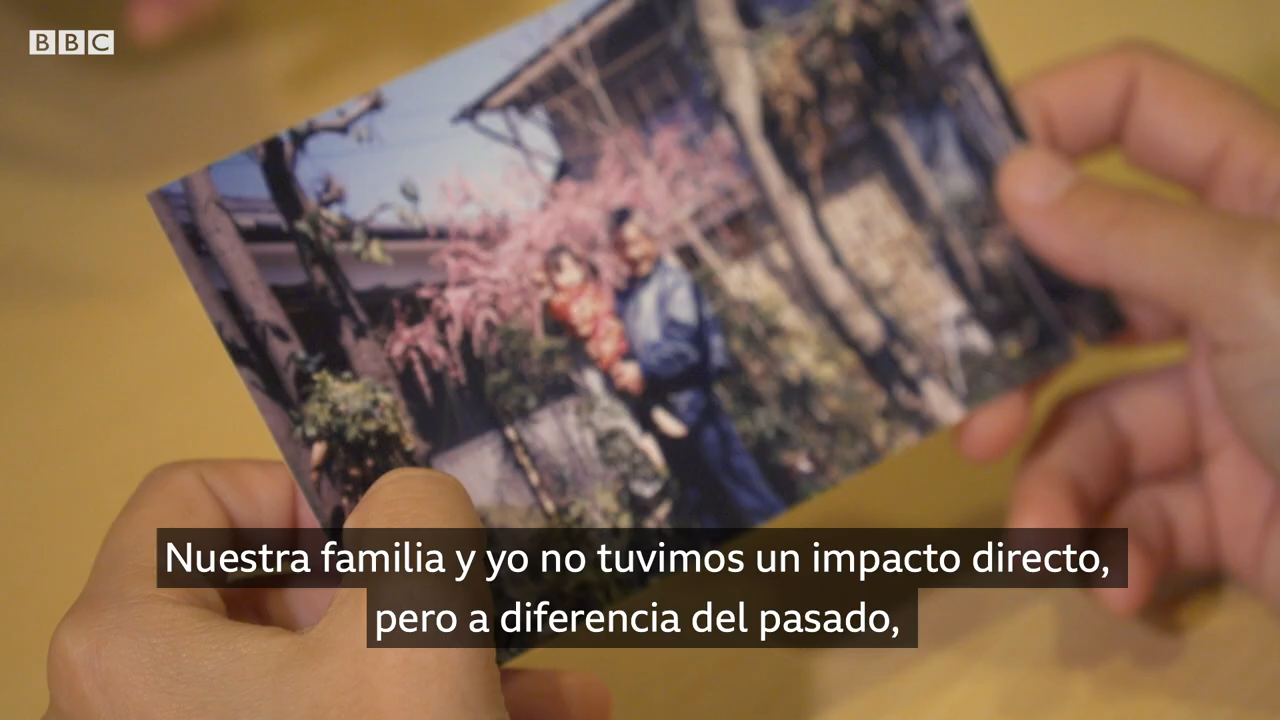 BBC
Nuestra familia y yo no tuvimos un impacto directo,
pero a diferencia del pasado,